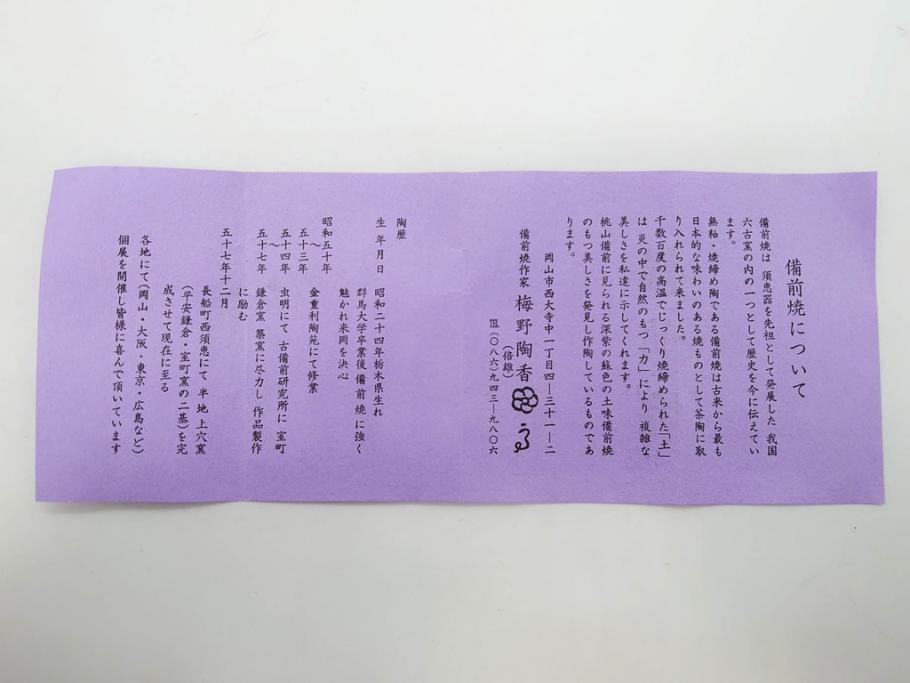 備前焼について
備前焼は 須恵器を先祖として発展した 我国
六古窯の内の一つとして歴史を今に伝えてい
ます。
無釉・焼締め陶である備前焼は古来から最も
日本的な味わいのある焼ものとして茶陶に取
り入れられて来ました。
千数百度の高温でじっくり焼締められた「土」
は 炎の中で自然のもつ「力」により 複雑な
美しさを私達に示してくれます。
桃山備前に見られる深紫の蘇色の土味備前焼
のもつ美しさを発見し作陶しているものであ
ります。
岡山市西大寺中一丁目四―三十一―二
備前焼作家 梅野陶香
(倍雄)
℡(〇八六)九四三―九八〇六
陶歴
生年月日 昭和二十四年栃木県生れ
群馬大学卒業後備前焼に強く
魅かれ来岡を決心
昭和五十年〜五十三年 金重利陶苑にて修業
五十四年〜五十七年 虫明にて 古備前研究所に 室町
鎌倉窯 築窯に尽力し 作品製作
に励む
五十七年十二月
長船町西須恵にて 半地上穴窯
(平安鎌倉・室町窯の二基)を完
成させて現在に至る
各地にて(岡山・大阪・東京・広島など)
個展を開催し皆様に喜んで頂いています